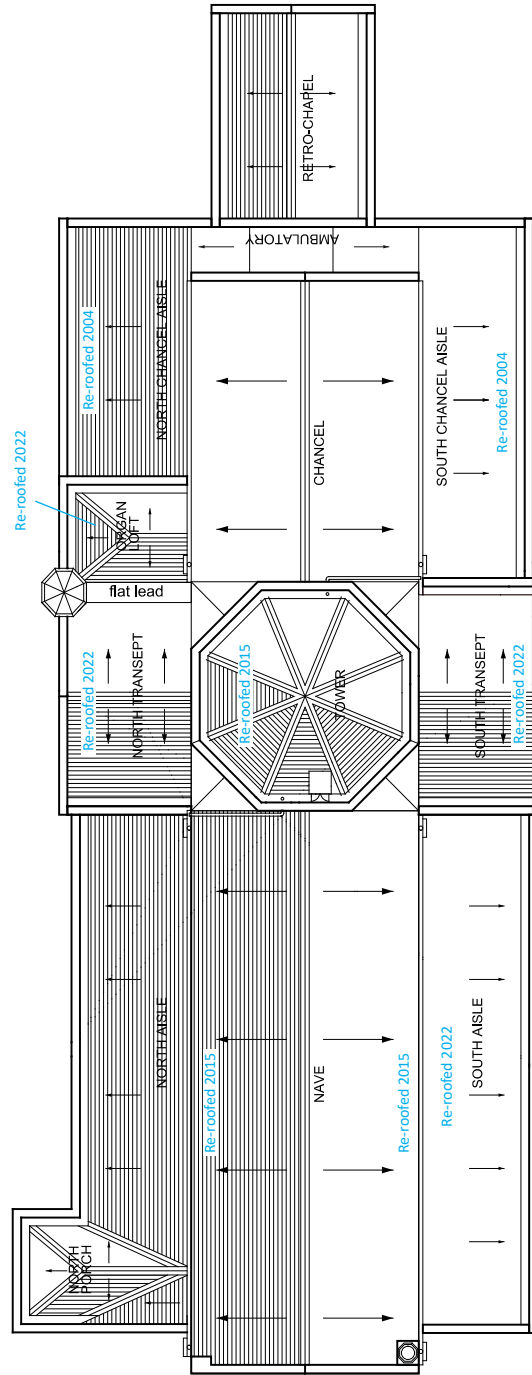 RETRO-CHAPEL
AMBULATORY
Re-roofed 2004
NORTH CHANCEL AISLE
CHANCEL
SOUTH CHANCEL AISLE
Re-roofed 2004
Re-roofed 2022
ORGAN
LOFT
flat lead
Re-roofed 2022
NORTH TRANSEPT
Re-roofed 2015
TOWER
SOUTH TRANSEPT
Re-roofed 2022
NORTH AISLE
Re-roofed 2015
NAVE
Re-roofed 2015
Re-roofed 2022
SOUTH AISLE
NORTH
PORCH